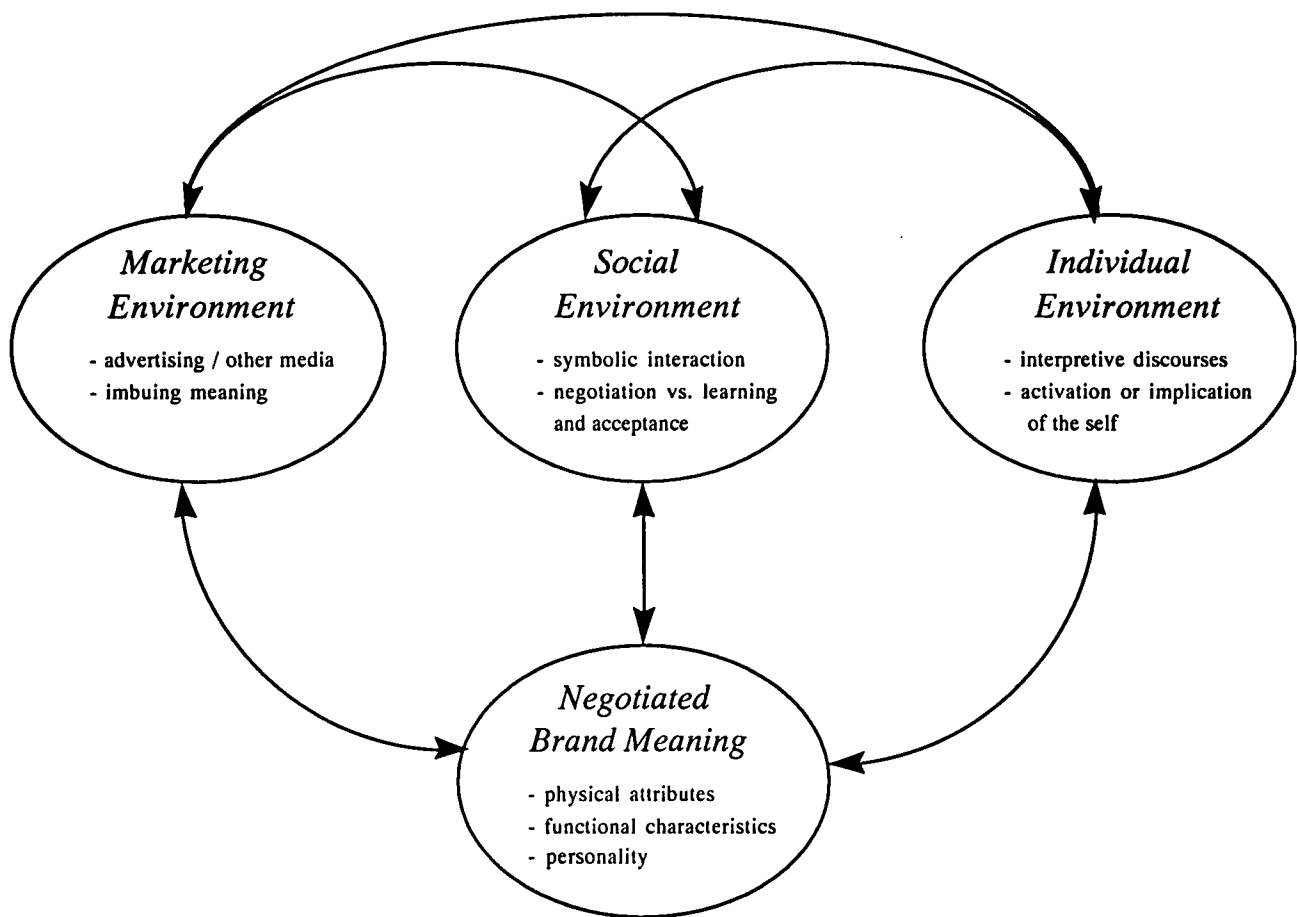 Marketing
Environment
- advertising / other media
- imbuing meaning
Social
Environment
- symbolic interaction
- negotiation vs. learning
and acceptance
Individual
Environment
- interpretive discourses
- activation or implication
of the self
Negotiated
Brand Meaning
- physical attributes
- functional characteristics
- personality